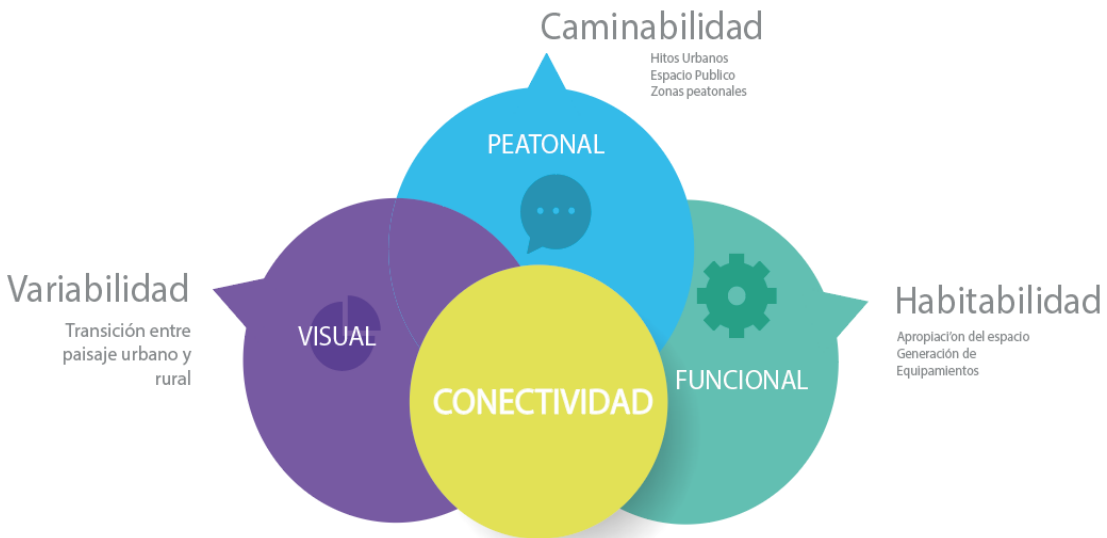 Caminabilidad
Hitos Urbanos
Espacio Publico
Zonas peatonales
PEATONAL
Variabilidad
Transición entre
paisaje urbano y
rural
VISUAL
CONECTIVIDAD
FUNCIONAL
Habitabilidad
Apropiaci'on del espacio
Generación de
Equipamientos